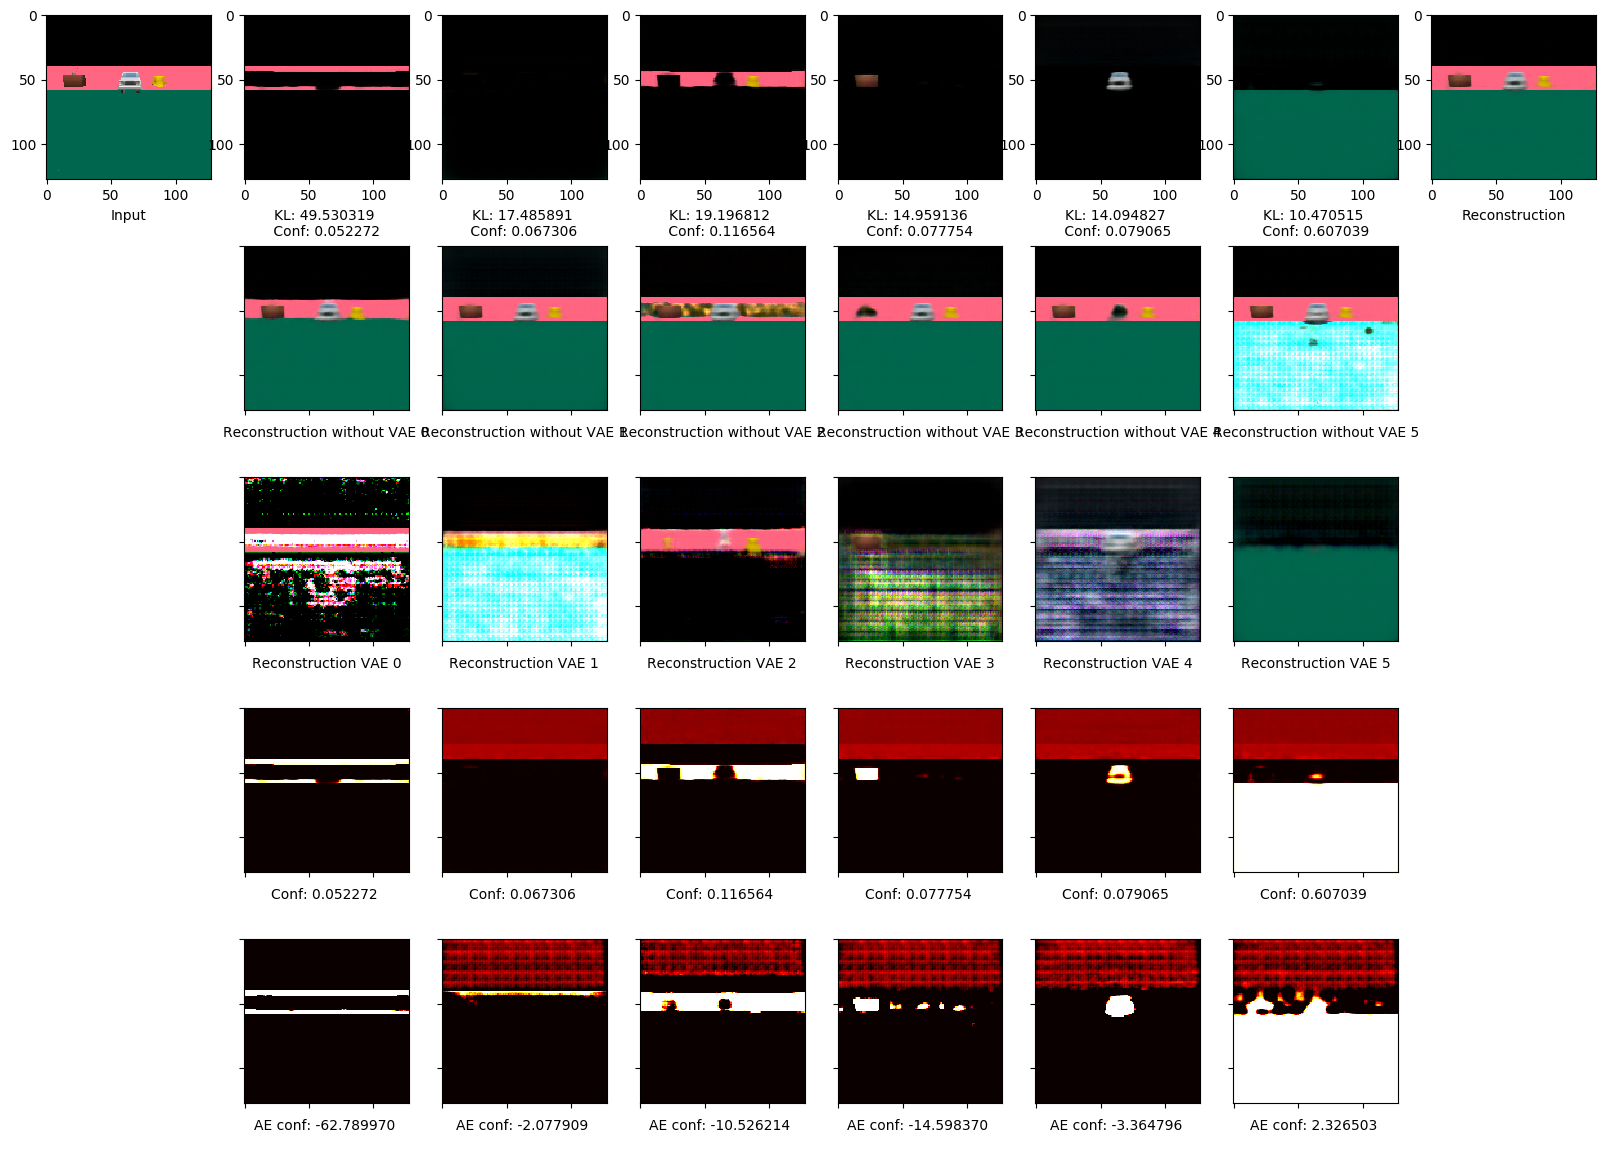 0
50
100
0 50 100
0 50 100
0 50 100
0 50 100
0 50 100
0 50 100
0 50 100
0 50 100
Input
KL: 49.530319
Conf: 0.052272
KL: 17.485891
Conf: 0.067306
KL: 19.196812
Conf: 0.116564
KL: 14.959136
Conf: 0.077754
KL: 14.094827
Conf: 0.079065
KL: 10.470515
Conf: 0.607039
Reconstruction
0
50
100
0
50
100
0
50
100
0
50
100
0
50
100
0
50
100
0
50
100
Reconstruction without VAE 0
Reconstruction without VAE 1
Reconstruction without VAE 2
Reconstruction without VAE 3
Reconstruction without VAE 4
Reconstruction without VAE 5
Reconstruction VAE 0
Reconstruction VAE 1
Reconstruction VAE 2
Reconstruction VAE 3
Reconstruction VAE 4
Reconstruction VAE 5
Conf: 0.052272
Conf: 0.067306
Conf: 0.116564
Conf: 0.077754
Conf: 0.079065
Conf: 0.607039
AE conf: -62.789970
AE conf: -2.077909
AE conf: -10.526214
AE conf: -14.598370
AE conf: -3.364796
AE conf: 2.326503